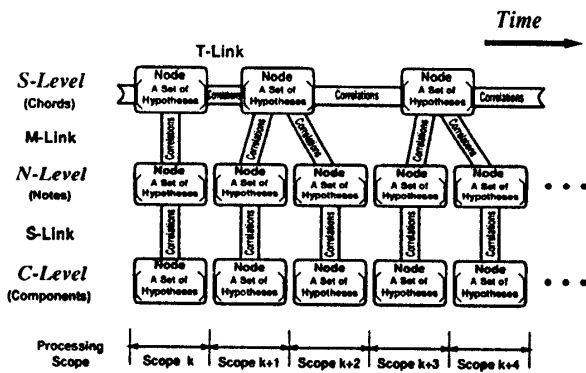 Time
T-Link
S-Level
(Chords)
Node
A Set of
Hypotheses
Correlations
Node
A Set of
Hypotheses
Correlations
Node
A Set of
Hypotheses
Correlations
M-Link
Correlations
Correlations
Correlations
Correlations
Correlations
N-Level
(Notes)
Node
A Set of
Hypotheses
Node
A Set of
Hypotheses
Node
A Set of
Hypotheses
Node
A Set of
Hypotheses
Node
A Set of
Hypotheses
• • •
S-Link
Correlations
Correlations
Correlations
Correlations
Correlations
C-Level
(Components)
Node
A Set of
Hypotheses
Node
A Set of
Hypotheses
Node
A Set of
Hypotheses
Node
A Set of
Hypotheses
Node
A Set of
Hypotheses
• • •
Processing
Scope
Scope k
Scope k+1
Scope k+2
Scope k+3
Scope k+4